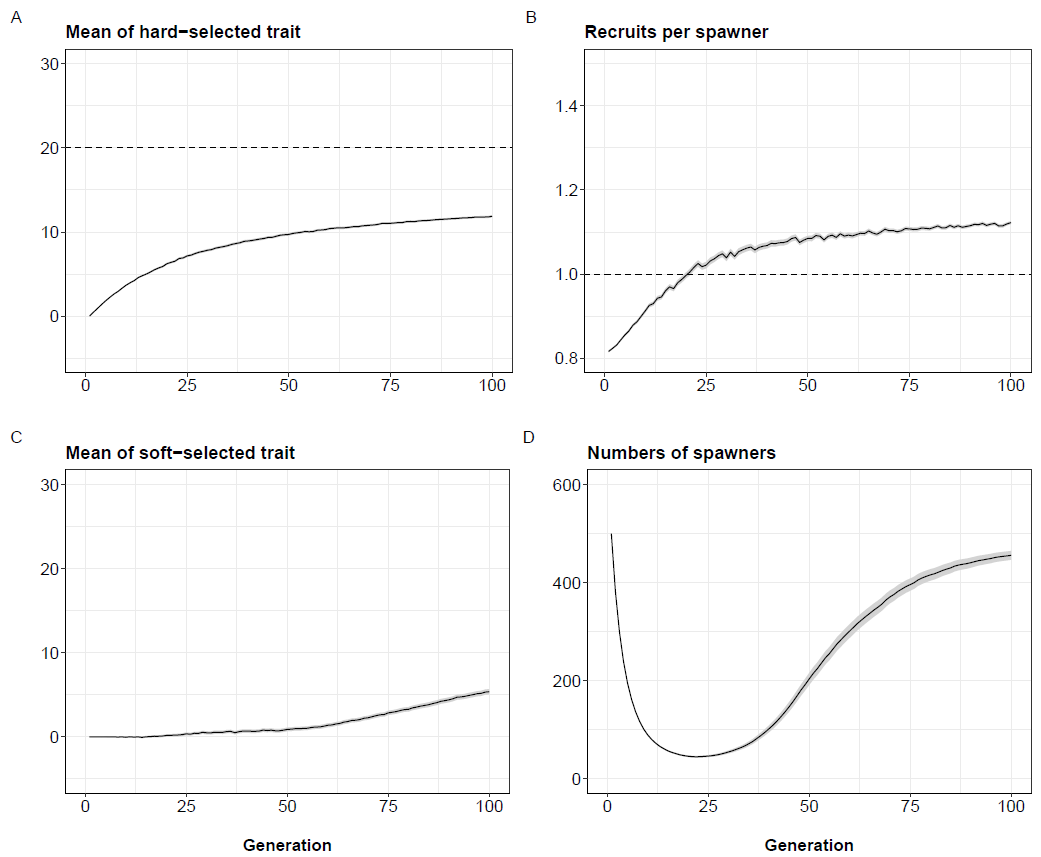 A
Mean of hard−selected trait
30
20
10
0
0 25 50 75 100
B
Recruits per spawner
1.4
1.2
1.0
0.8
0 25 50 75 100
C
Mean of soft−selected trait
30
20
10
0
0 25 50 75 100
Generation
D
Numbers of spawners
600
400
200
0
0 25 50 75 100
Generation